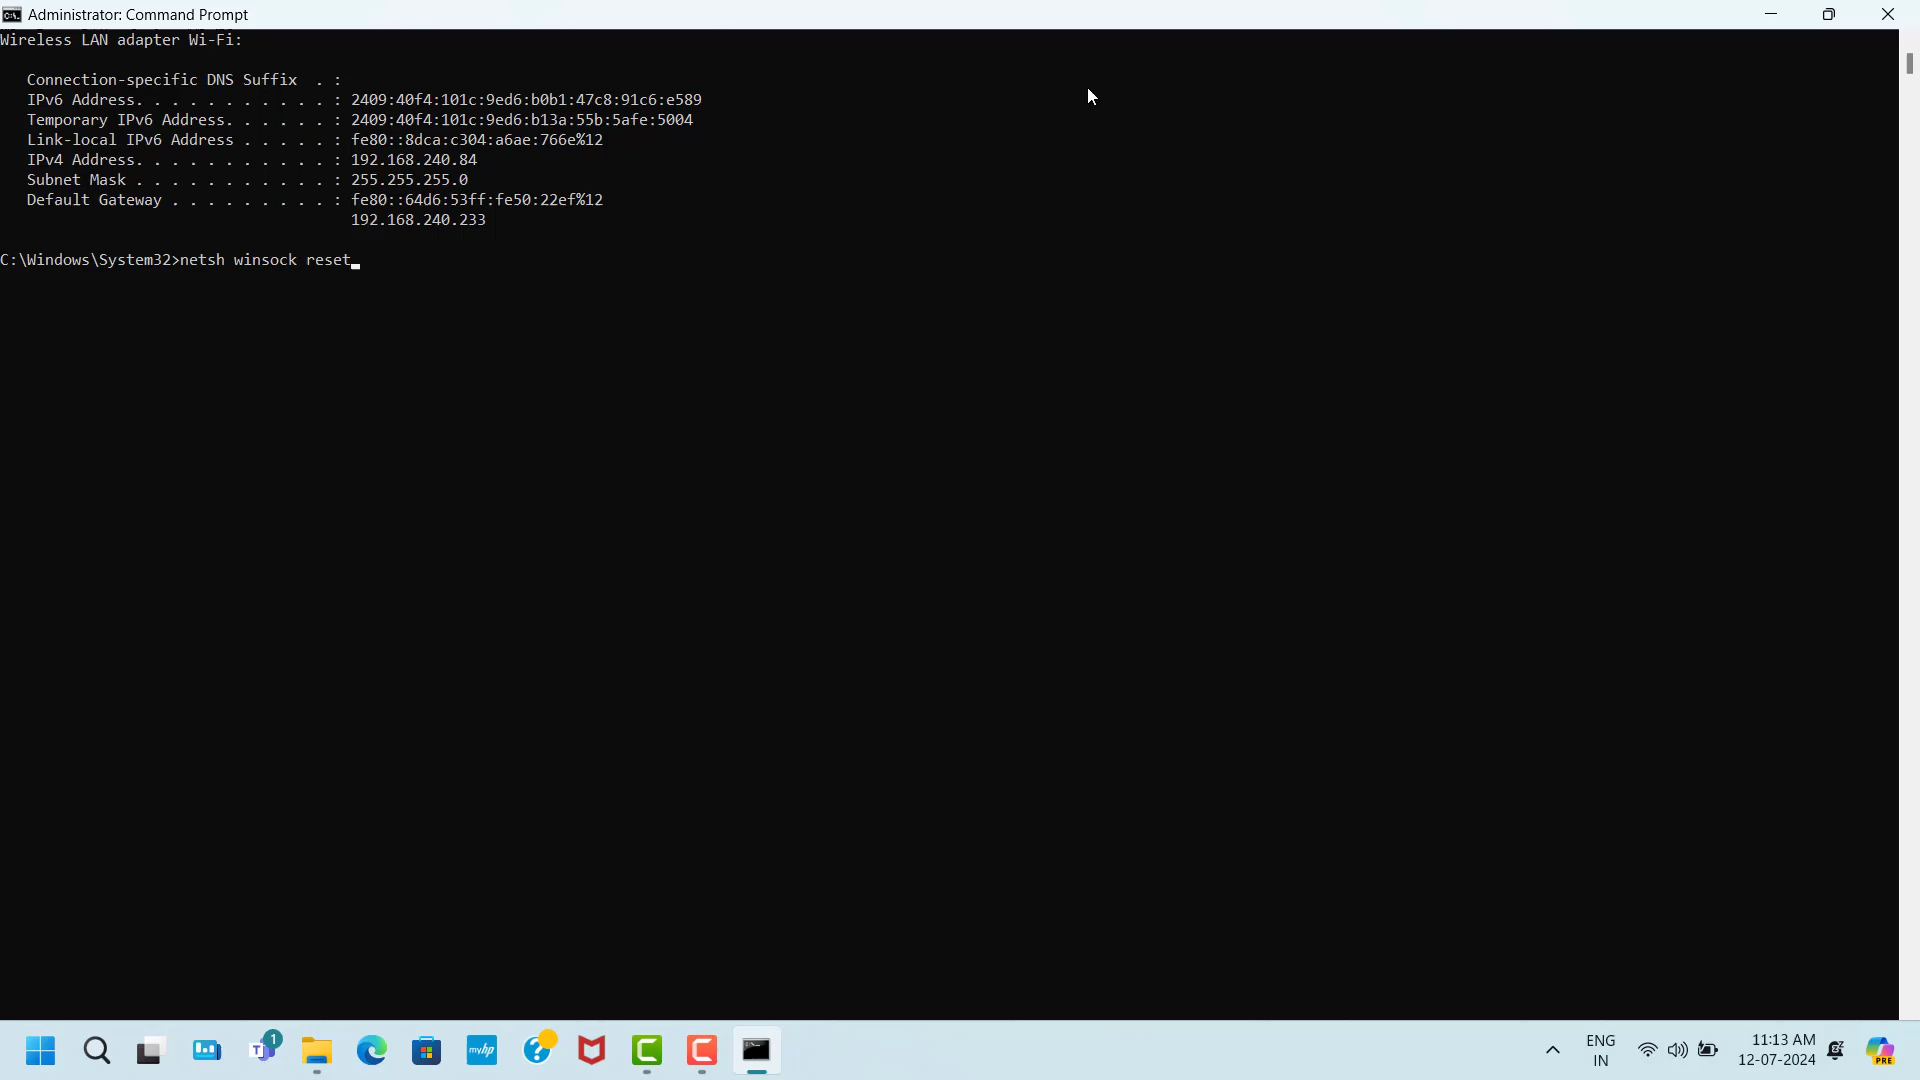 Administrator: Command Prompt
Wireless LAN adapter Wi-Fi:
Connection-specific DNS Suffix . :
IPv6 Address. . . . . . . . . . . : 2409:40f4:101c:9ed6:b0b1:47c8:91c6:e589
Temporary IPv6 Address. . . . . . : 2409:40f4:101c:9ed6:b13a:55b:5afe:5004
Link-local IPv6 Address . . . . . : fe80::8dca:c304:a6ae:766e%12
IPv4 Address. . . . . . . . . . . : 192.168.240.84
Subnet Mask . . . . . . . . . . . : 255.255.255.0
Default Gateway . . . . . . . . . : fe80::64d6:53ff:fe50:22ef%12
192.168.240.233
C:\Windows\System32>netsh winsock reset
1
T
myhp
ENG
IN
11:13 AM
12-07-2024
PRE